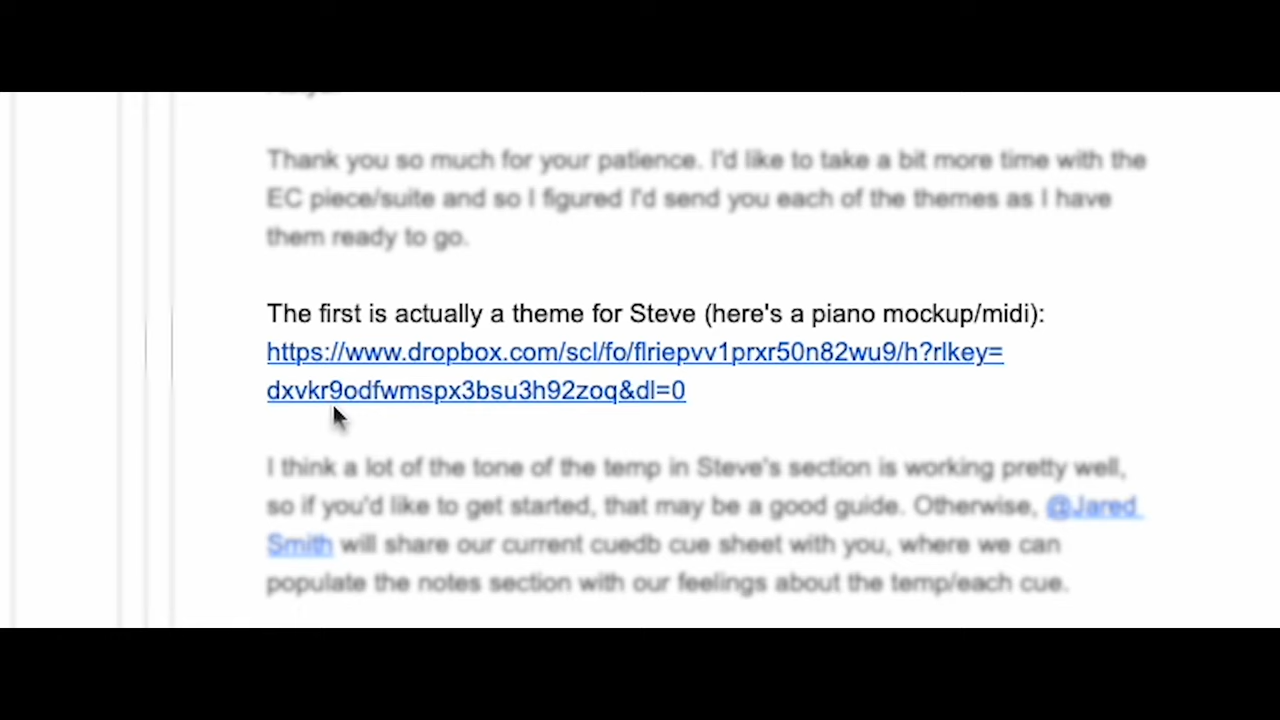 Thank you so much for your patience. I'd like to take a bit more time with the
EC piece/suite and so I figured I'd send you each of the themes as I have
them ready to go.
The first is actually a theme for Steve (here's a piano mockup/midi):
https://www.dropbox.com/scl/fo/flriepvv1prxr50n82wu9/h?rlkey=
dxvkr9odfwmspx3bsu3h92zoq&dl=0
I think a lot of the tone of the temp in Steve's section is working pretty well,
so if you'd like to get started, that may be a good guide. Otherwise, @Jared
Smith will share our current cuedb cue sheet with you, where we can
populate the notes section with our feelings about the temp/each cue.